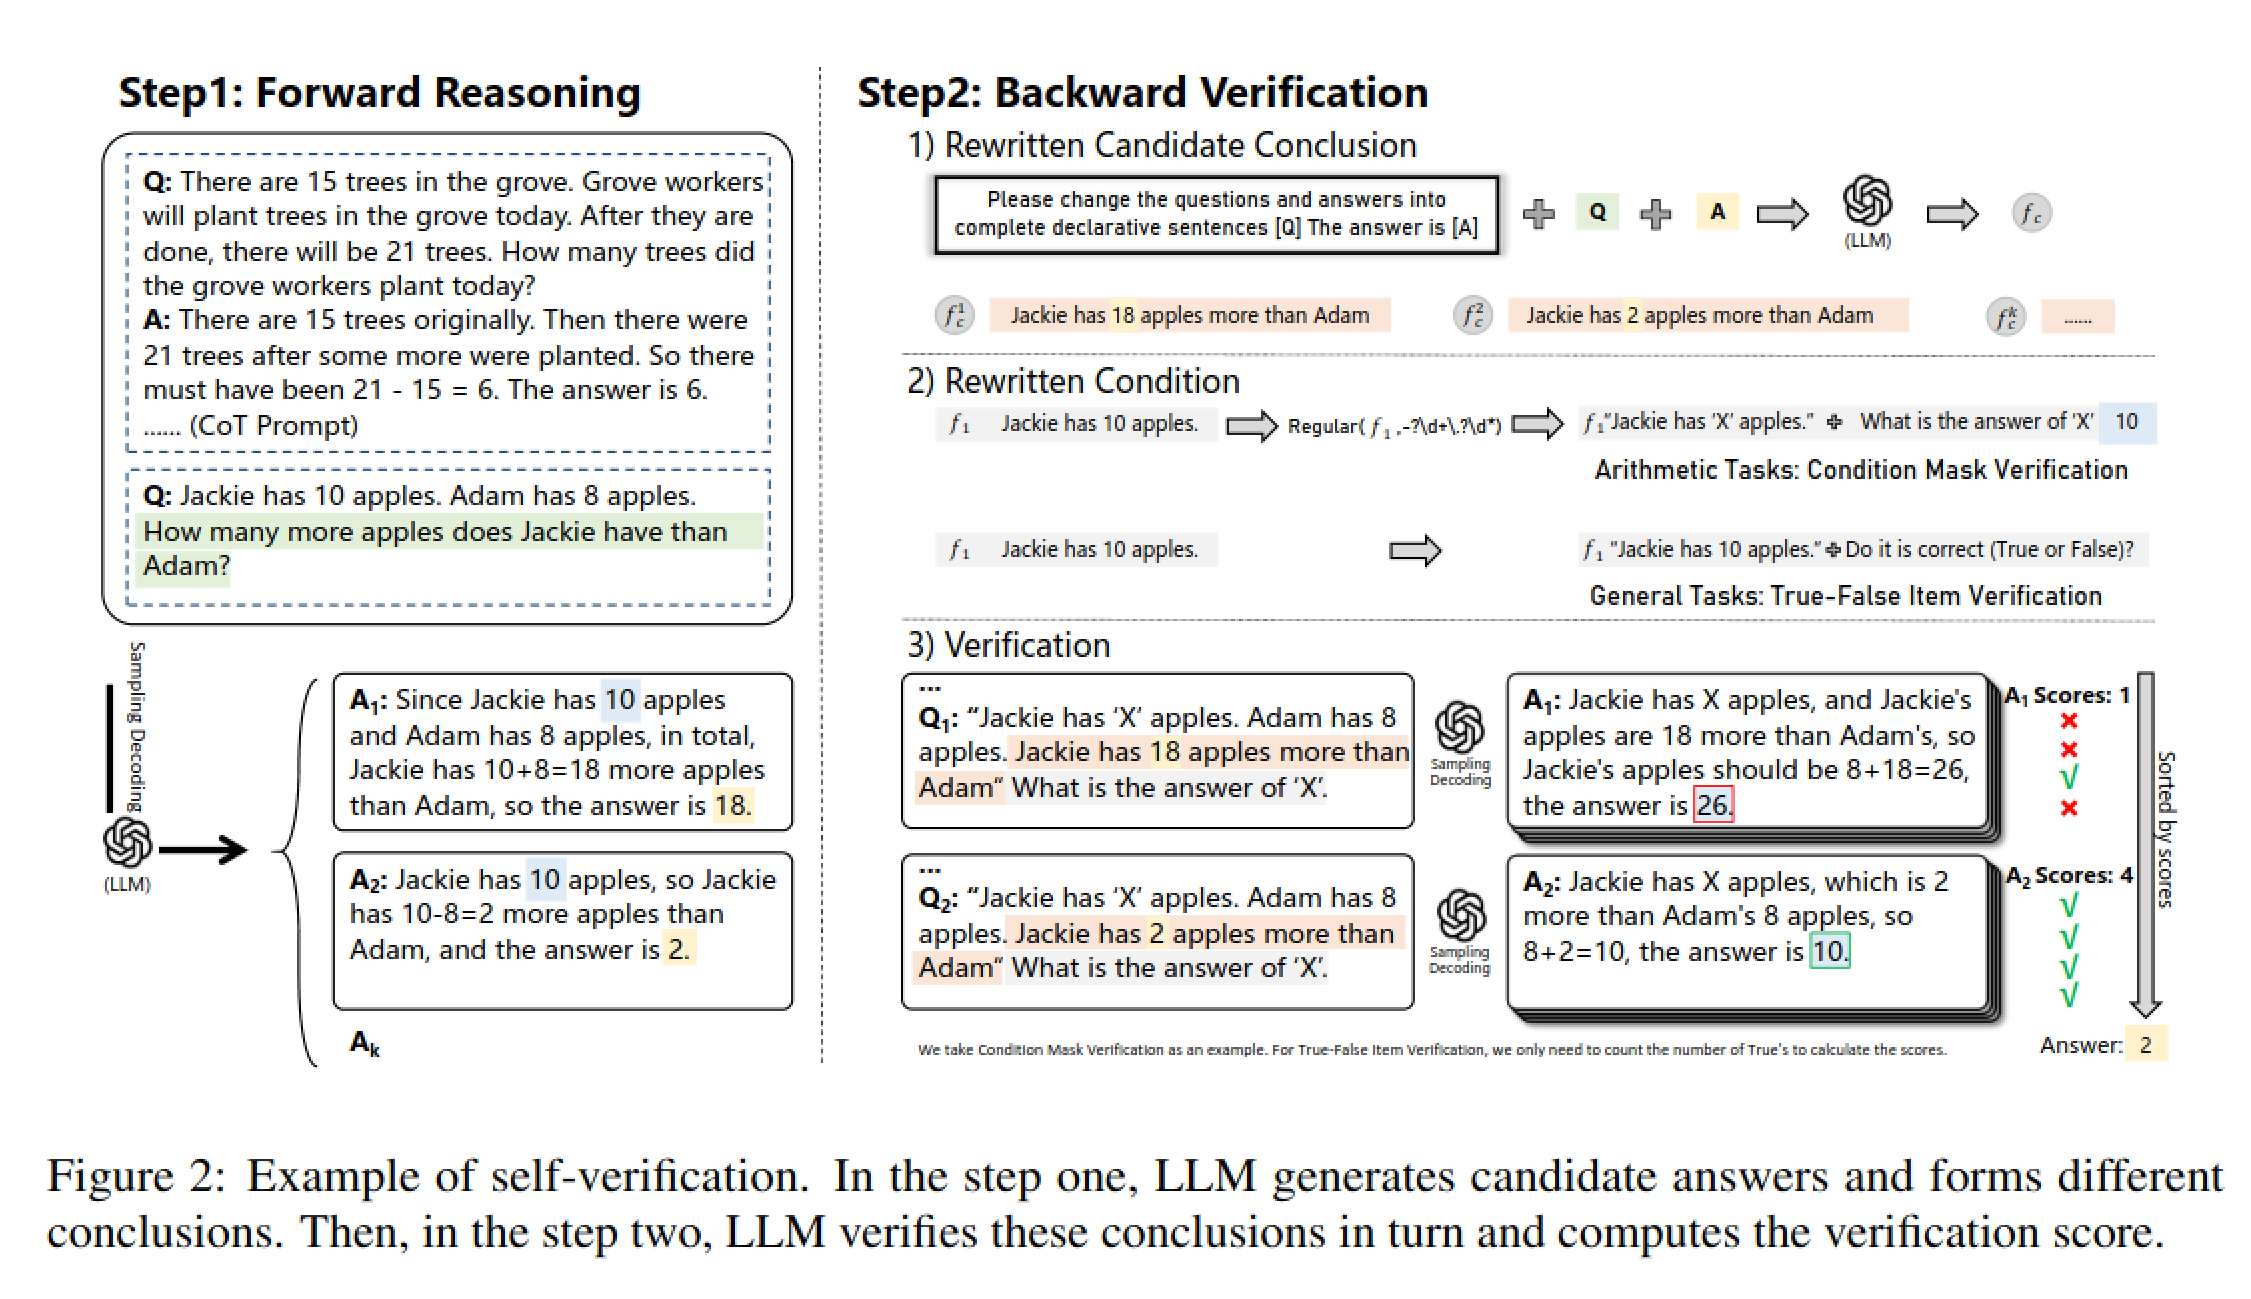 Step1: Forward Reasoning
Q: There are 15 trees in the grove. Grove workers
will plant trees in the grove today. After they are
done, there will be 21 trees. How many trees did
the grove workers plant today?
A: There are 15 trees originally. Then there were
21 trees after some more were planted. So there
must have been 21 - 15 = 6. The answer is 6.
...... (CoT Prompt)
Q: Jackie has 10 apples. Adam has 8 apples.
How many more apples does Jackie have than
Adam?
Sampling Decoding
(LLM)
A₁: Since Jackie has 10 apples
and Adam has 8 apples, in total,
Jackie has 10+8=18 more apples
than Adam, so the answer is 18.
A₂: Jackie has 10 apples, so Jackie
has 10-8=2 more apples than
Adam, and the answer is 2.
Aₖ
Step2: Backward Verification
1) Rewritten Candidate Conclusion
Please change the questions and answers into
complete declarative sentences [Q] The answer is [A]
+ Q + A
(LLM)
f_c
f_c^1 Jackie has 18 apples more than Adam
f_c^2 Jackie has 2 apples more than Adam
f_c^k ......
2) Rewritten Condition
f₁ Jackie has 10 apples.
Regular( f₁ ,-?\d+\.?\d*)
f₁"Jackie has 'X' apples." + What is the answer of 'X' 10
Arithmetic Tasks: Condition Mask Verification
f₁ Jackie has 10 apples.
f₁ "Jackie has 10 apples." + Do it is correct (True or False)?
General Tasks: True-False Item Verification
3) Verification
...
Q₁: "Jackie has 'X' apples. Adam has 8
apples. Jackie has 18 apples more than
Adam" What is the answer of 'X'.
Sampling
Decoding
A₁: Jackie has X apples, and Jackie's
apples are 18 more than Adam's, so
Jackie's apples should be 8+18=26,
the answer is 26.
A₁ Scores: 1
×
×
√
×
...
Q₂: "Jackie has 'X' apples. Adam has 8
apples. Jackie has 2 apples more than
Adam" What is the answer of 'X'.
Sampling
Decoding
A₂: Jackie has X apples, which is 2
more than Adam's 8 apples, so
8+2=10, the answer is 10.
A₂ Scores: 4
√
√
√
√
Sorted by scores
Answer: 2
We take Condition Mask Verification as an example. For True-False Item Verification, we only need to count the number of True's to calculate the scores.
Figure 2: Example of self-verification. In the step one, LLM generates candidate answers and forms different
conclusions. Then, in the step two, LLM verifies these conclusions in turn and computes the verification score.